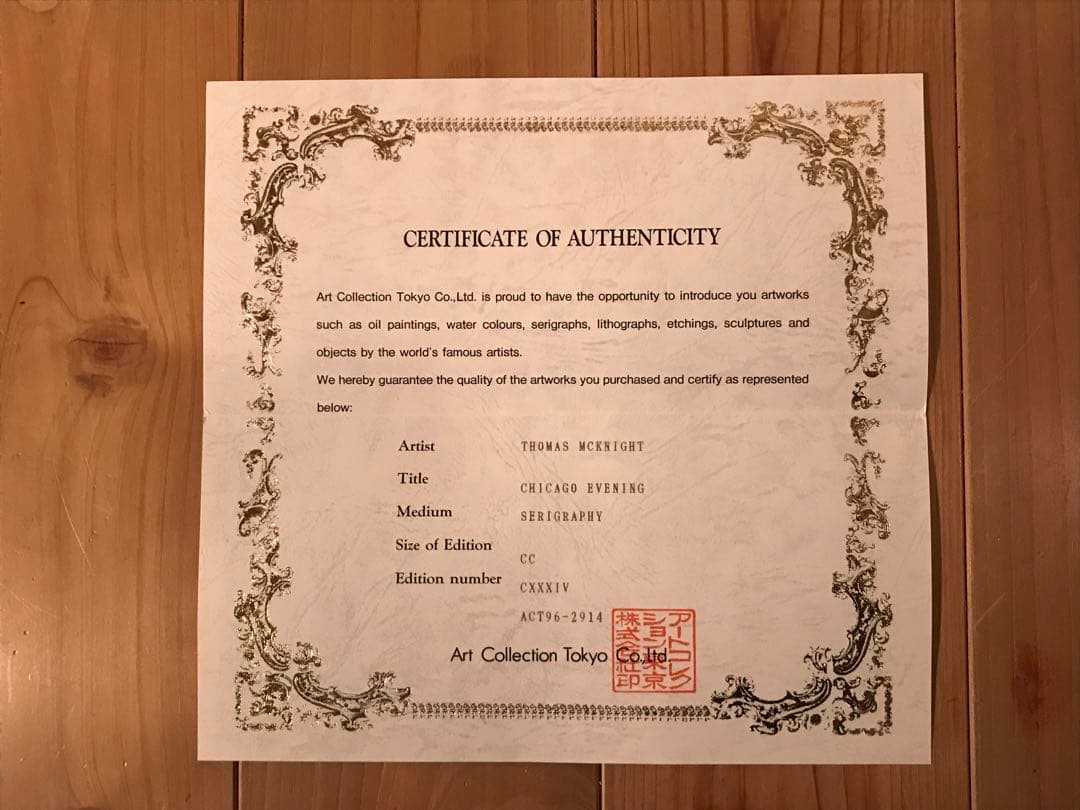 CERTIFICATE OF AUTHENTICITY
Art Collection Tokyo Co.,Ltd. is proud to have the opportunity to introduce you artworks
such as oil paintings, water colours, serigraphs, lithographs, etchings, sculptures and
objects by the world's famous artists.
We hereby guarantee the quality of the artworks you purchased and certify as represented
below:
Artist THOMAS MCKNIGHT
Title CHICAGO EVENING
Medium SERIGRAPHY
Size of Edition CC
Edition number CXXXIV
ACT96-2914
Art Collection Tokyo Co.,Ltd.
アートコレク
ション東京
株式会社印